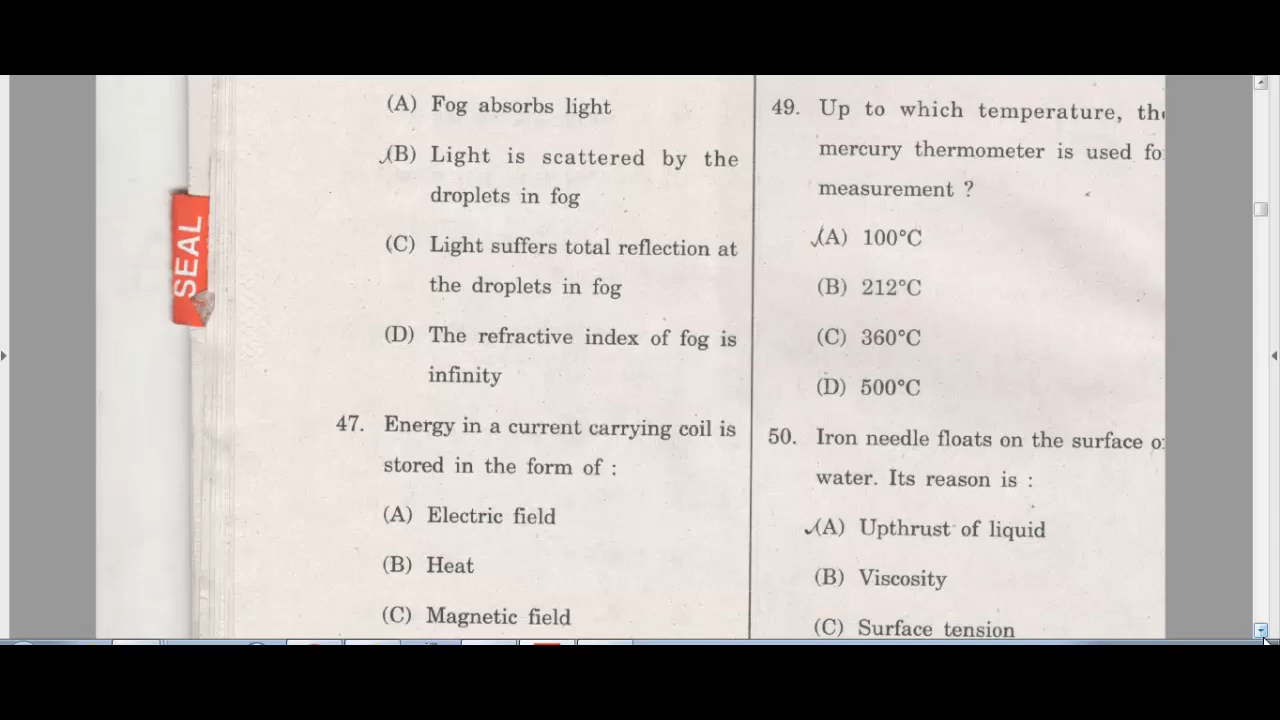 SEAL
(A) Fog absorbs light
(B) Light is scattered by the
droplets in fog
(C) Light suffers total reflection at
the droplets in fog
(D) The refractive index of fog is
infinity
47. Energy in a current carrying coil is
stored in the form of :
(A) Electric field
(B) Heat
(C) Magnetic field
49. Up to which temperature, the
mercury thermometer is used fo
measurement ?
(A) 100°C
(B) 212°C
(C) 360°C
(D) 500°C
50. Iron needle floats on the surface o
water. Its reason is :
(A) Upthrust of liquid
(B) Viscosity
(C) Surface tension